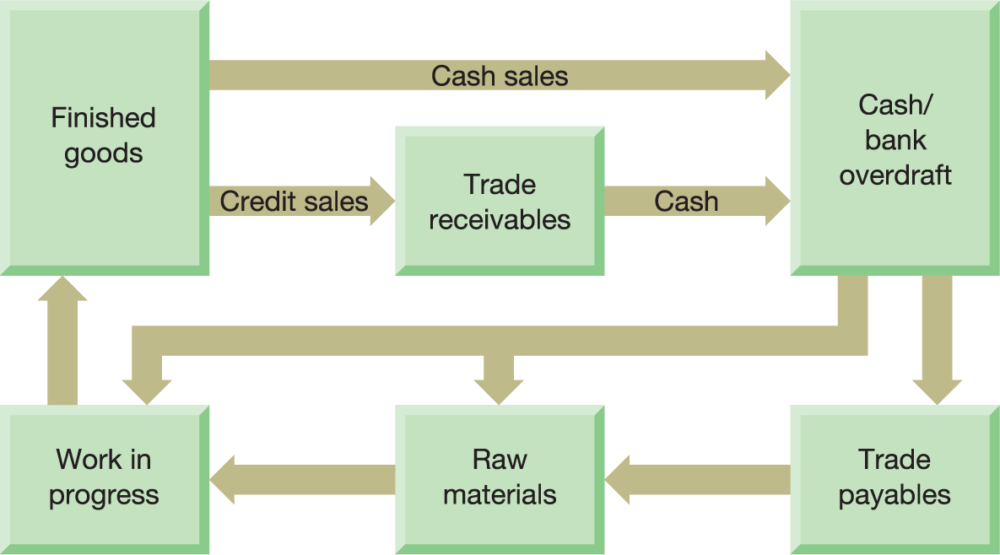 Finished
goods
Cash sales
Cash/
bank
overdraft
Credit sales
Trade
receivables
Cash
Work in
progress
Raw
materials
Trade
payables